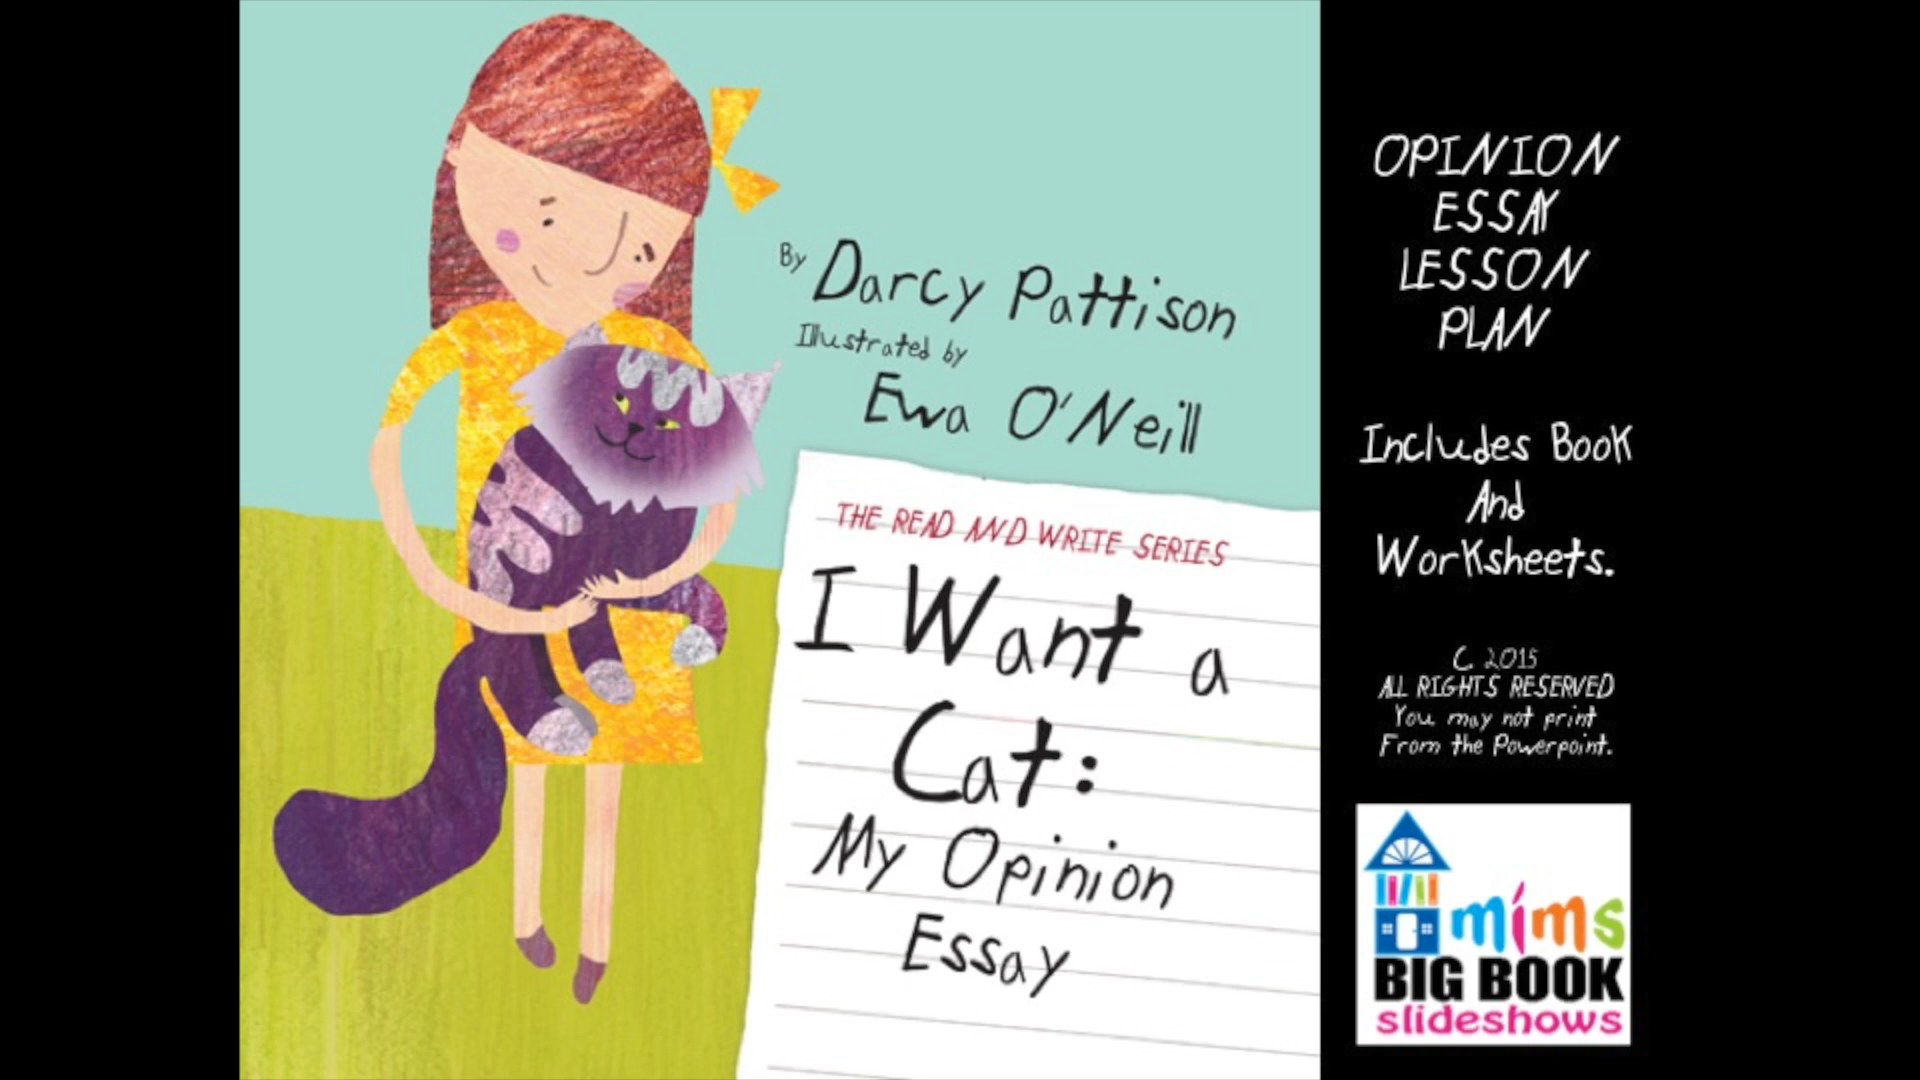 By Darcy Pattison
Illustrated by
Ewa O'Neill
THE READ AND WRITE SERIES
I Want a
Cat:
My Opinion
Essay
OPINION
ESSAY
LESSON
PLAN
Includes Book
And
Worksheets.
C. 2015
ALL RIGHTS RESERVED
You may not print
From the Powerpoint.
mims
BIG BOOK
slideshows